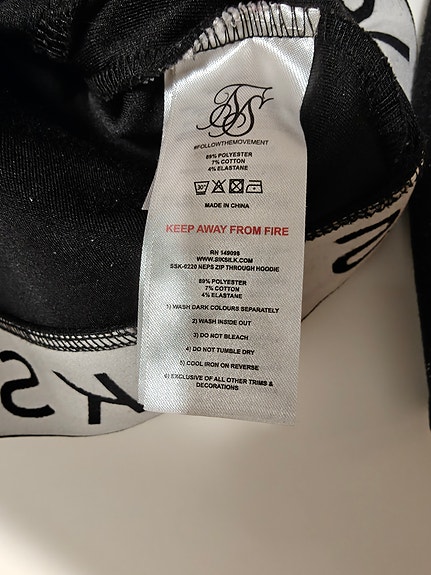 SS
#FOLLOWTHEMOVEMENT
89% POLYESTER
7% COTTON
4% ELASTANE
30°
MADE IN CHINA
KEEP AWAY FROM FIRE
RN 149098
WWW.SIKSILK.COM
SSK-0220 NEPS ZIP THROUGH HOODIE
89% POLYESTER
7% COTTON
4% ELASTANE
1) WASH DARK COLOURS SEPARATELY
2) WASH INSIDE OUT
3) DO NOT BLEACH
4) DO NOT TUMBLE DRY
5) COOL IRON ON REVERSE
6) EXCLUSIVE OF ALL OTHER TRIMS &
DECORATIONS